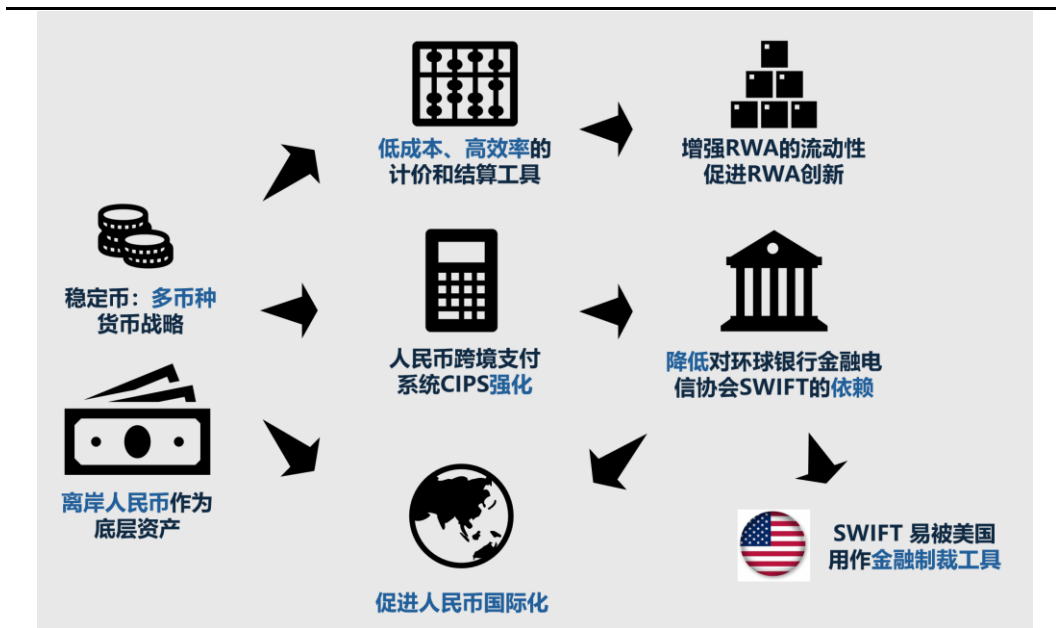 低成本、高效率的
计价和结算工具
增强RWA的流动性
促进RWA创新
稳定币：多币种
货币战略
人民币跨境支付
系统CIPS强化
降低对环球银行金融电
信协会SWIFT的依赖
离岸人民币作为
底层资产
促进人民币国际化
SWIFT 易被美国
用作金融制裁工具